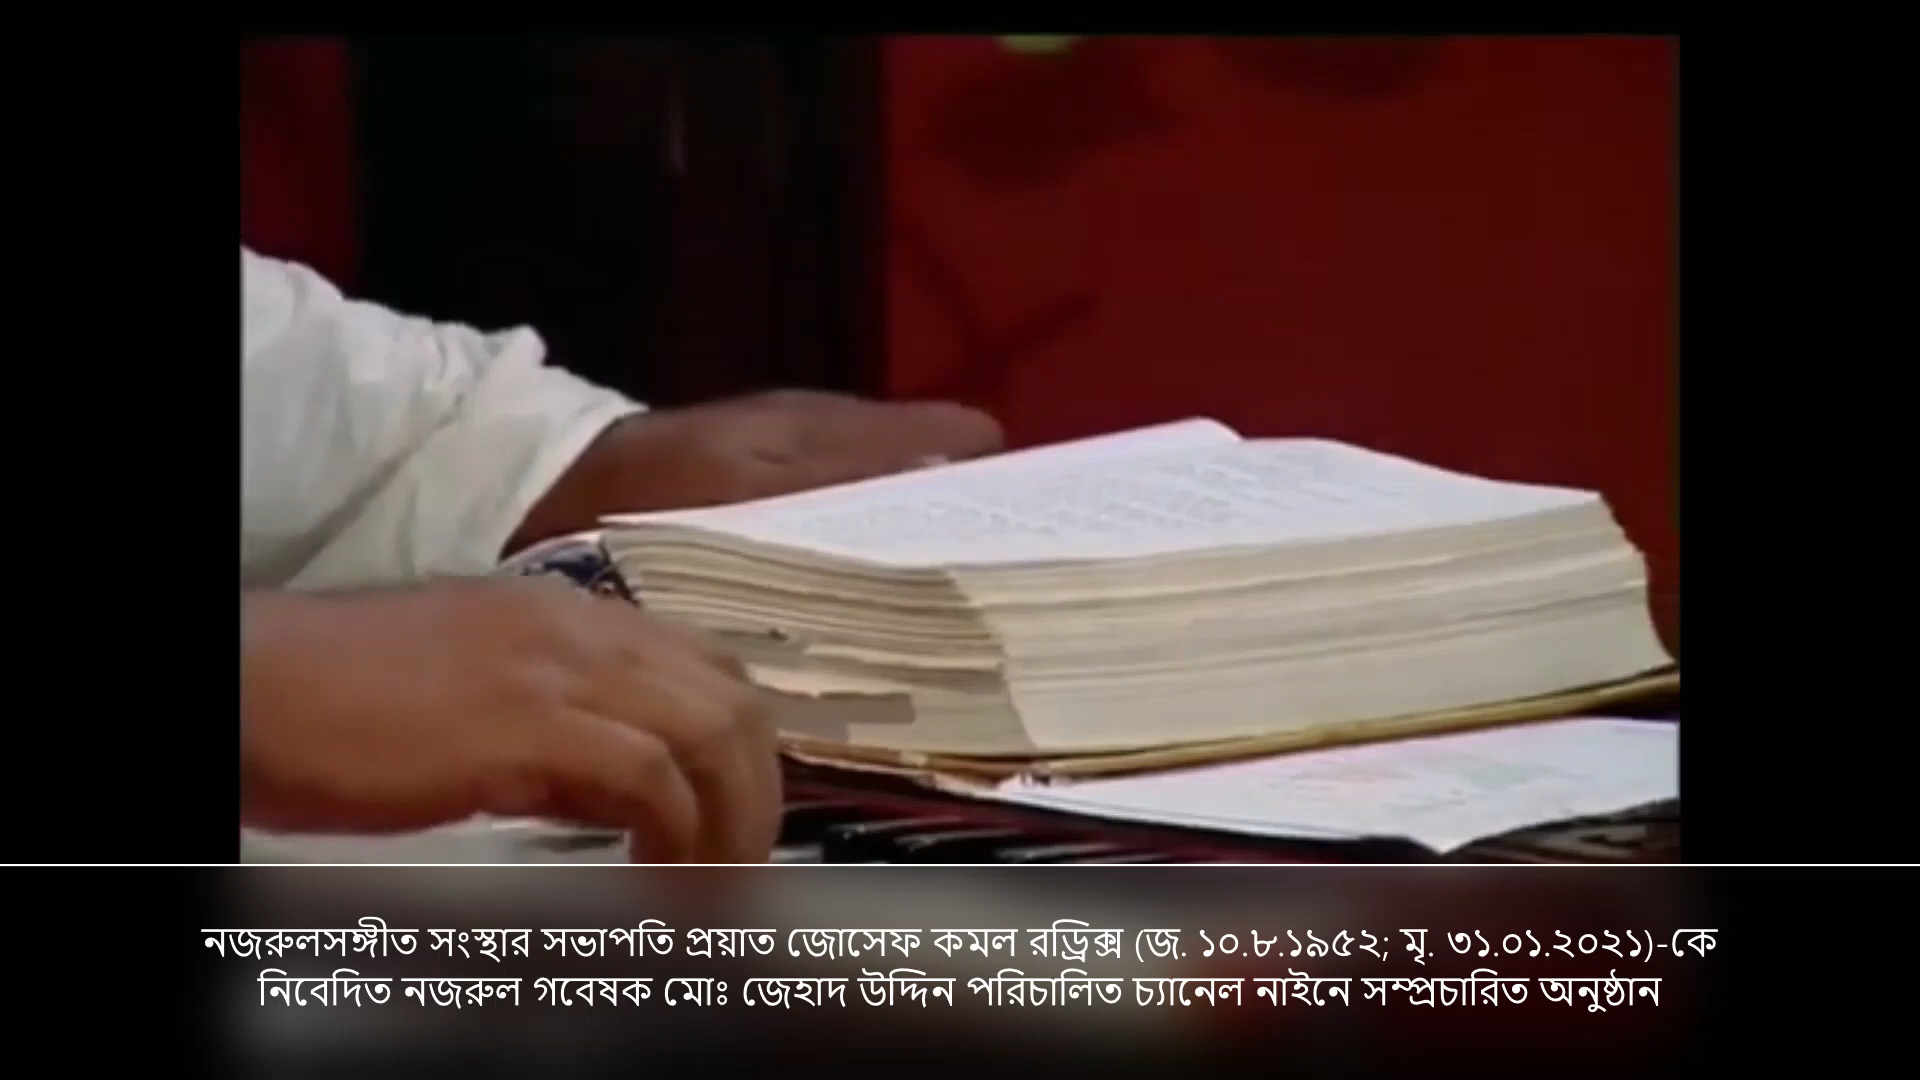 নজরুলসঙ্গীত সংস্থার সভাপতি প্রয়াত জোসেফ কমল রড্রিক্স (জ. ১০.৮.১৯৫২; মৃ. ৩১.০১.২০২১)-কে
নিবেদিত নজরুল গবেষক মোঃ জেহাদ উদ্দিন পরিচালিত চ্যানেল নাইনে সম্প্রচারিত অনুষ্ঠান